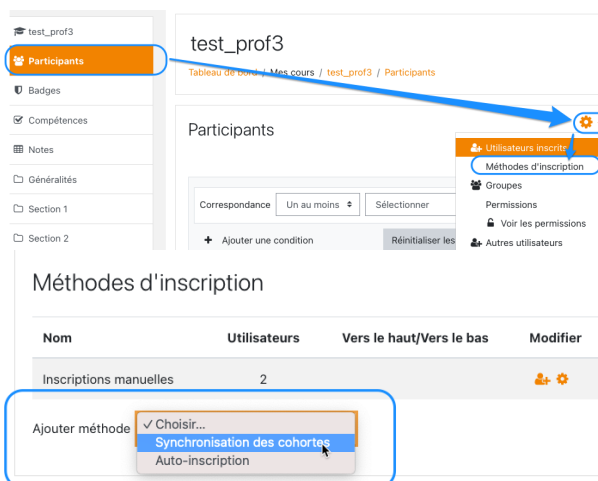 test_prof3
Participants
Badges
Compétences
Notes
Généralités
Section 1
Section 2
test_prof3
Tableau de bord / Mes cours / test_prof3 / Participants
Participants
Utilisateurs inscrits
Méthodes d'inscription
Groupes
Permissions
Voir les permissions
Autres utilisateurs
Correspondance Un au moins Sélectionner
Ajouter une condition Réinitialiser les
Méthodes d'inscription
Nom Utilisateurs Vers le haut/Vers le bas Modifier
Inscriptions manuelles 2
Ajouter méthode ✓ Choisir...
Synchronisation des cohortes
Auto-inscription